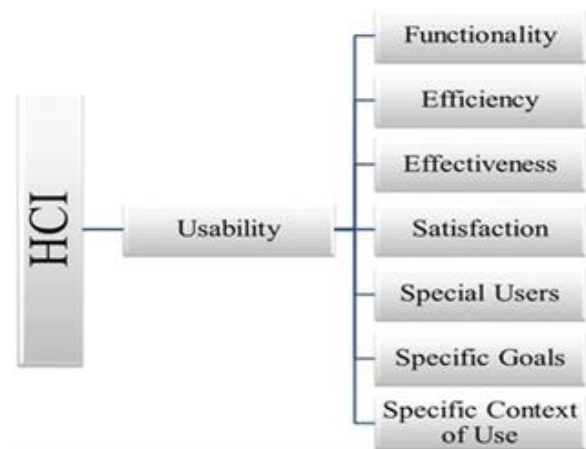 HCI
Usability
Functionality
Efficiency
Effectiveness
Satisfaction
Special Users
Specific Goals
Specific Context
of Use